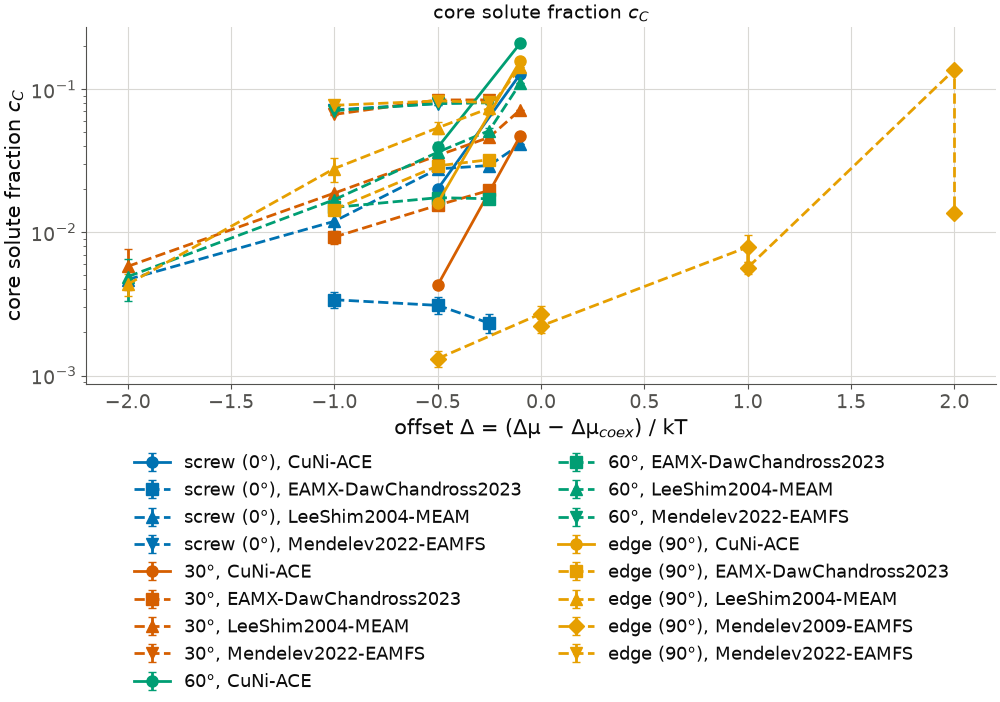 core solute fraction c_C
core solute fraction c_C
10⁻¹
10⁻²
10⁻³
−2.0 −1.5 −1.0 −0.5 0.0 0.5 1.0 1.5 2.0
offset Δ = (Δμ − Δμ_coex) / kT
screw (0°), CuNi-ACE
screw (0°), EAMX-DawChandross2023
screw (0°), LeeShim2004-MEAM
screw (0°), Mendelev2022-EAMFS
30°, CuNi-ACE
30°, EAMX-DawChandross2023
30°, LeeShim2004-MEAM
30°, Mendelev2022-EAMFS
60°, CuNi-ACE
60°, EAMX-DawChandross2023
60°, LeeShim2004-MEAM
60°, Mendelev2022-EAMFS
edge (90°), CuNi-ACE
edge (90°), EAMX-DawChandross2023
edge (90°), LeeShim2004-MEAM
edge (90°), Mendelev2009-EAMFS
edge (90°), Mendelev2022-EAMFS